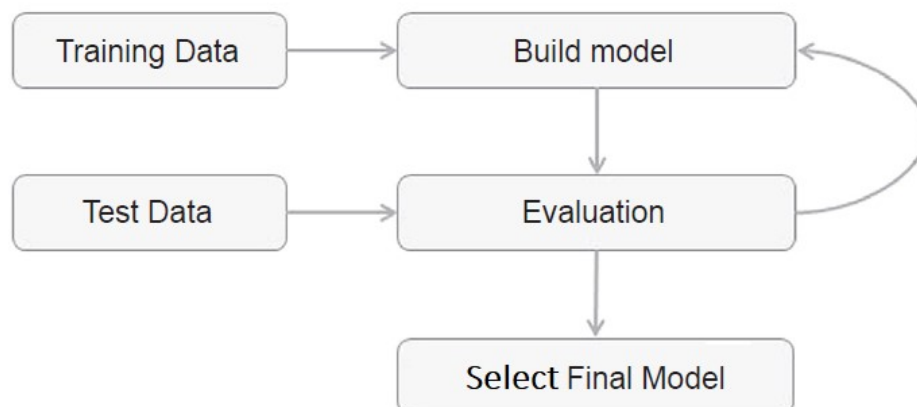 Training Data
Build model
Test Data
Evaluation
Select Final Model